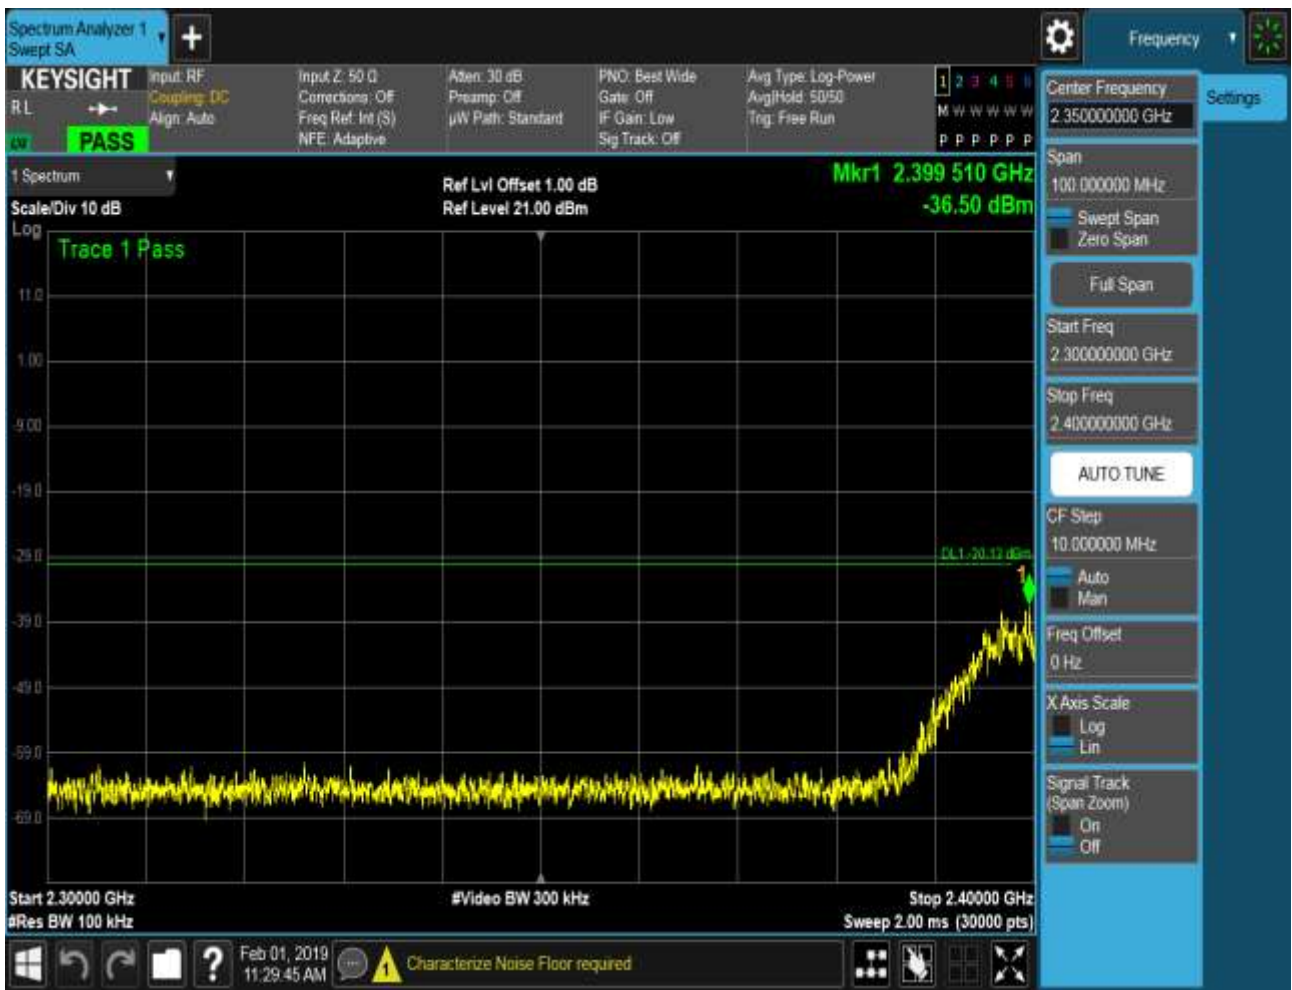 Spectrum Analyzer 1
Swept SA
Frequency
KEYSIGHT
R L
PASS
Input: RF
Coupling: DC
Align: Auto
Input Z: 50 Ω
Corrections: Off
Freq Ref: Int (S)
NFE: Adaptive
Atten: 30 dB
Preamp: Off
µW Path: Standard
PNO: Best Wide
Gate: Off
IF Gain: Low
Sig Track: Off
Avg Type: Log-Power
Avg|Hold: 50/50
Trig: Free Run
1 2 3 4 5 6
M W W W W W
P P P P P P
Center Frequency
2.350000000 GHz
Settings
1 Spectrum
Scale/Div 10 dB
Ref Lvl Offset 1.00 dB
Ref Level 21.00 dBm
Mkr1 2.399 510 GHz
-36.50 dBm
Log
Trace 1 Pass
11.0
1.00
-9.00
-19.0
-29.0
-39.0
-49.0
-59.0
-69.0
1
Span
100.000000 MHz
Swept Span
Zero Span
Full Span
Start Freq
2.300000000 GHz
Stop Freq
2.400000000 GHz
AUTO TUNE
CF Step
10.000000 MHz
Auto
Man
Freq Offset
0 Hz
X Axis Scale
Log
Lin
Signal Track
(Span Zoom)
On
Off
Start 2.30000 GHz
#Res BW 100 kHz
#Video BW 300 kHz
Stop 2.40000 GHz
Sweep 2.00 ms (30000 pts)
?
Feb 01, 2019
11:29:45 AM
1
Characterize Noise Floor required